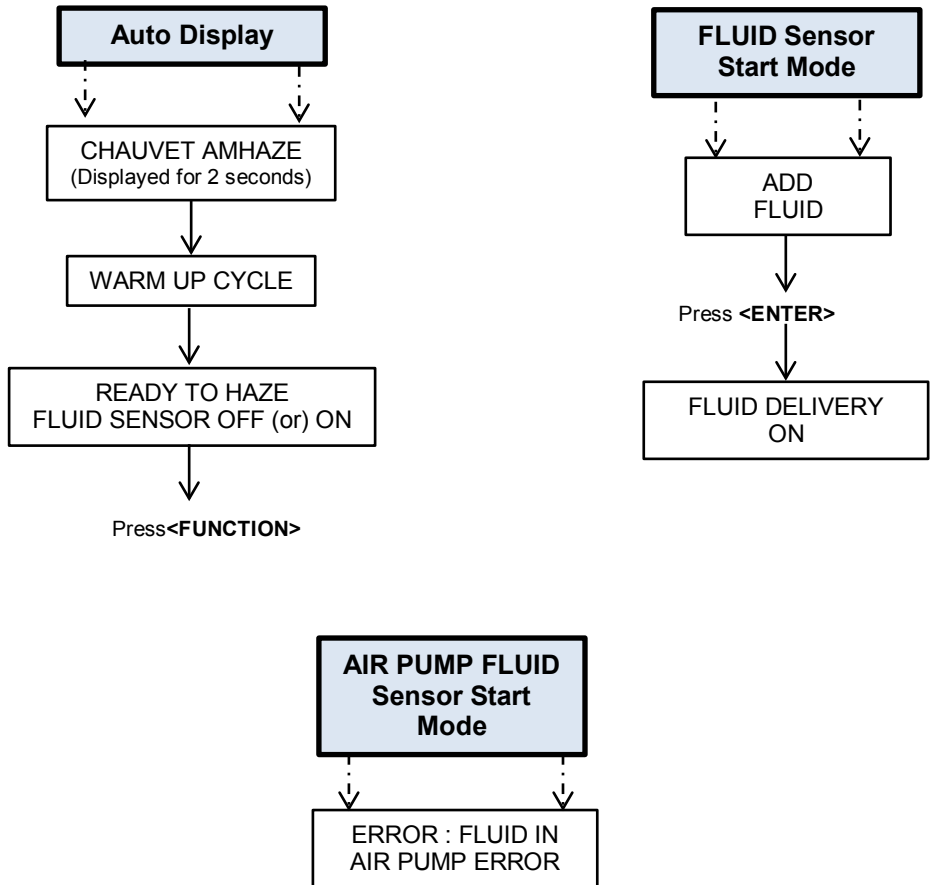 Auto Display
CHAUVET AMHAZE
(Displayed for 2 seconds)
WARM UP CYCLE
READY TO HAZE
FLUID SENSOR OFF (or) ON
Press<FUNCTION>
FLUID Sensor
Start Mode
ADD
FLUID
Press <ENTER>
FLUID DELIVERY
ON
AIR PUMP FLUID
Sensor Start
Mode
ERROR : FLUID IN
AIR PUMP ERROR